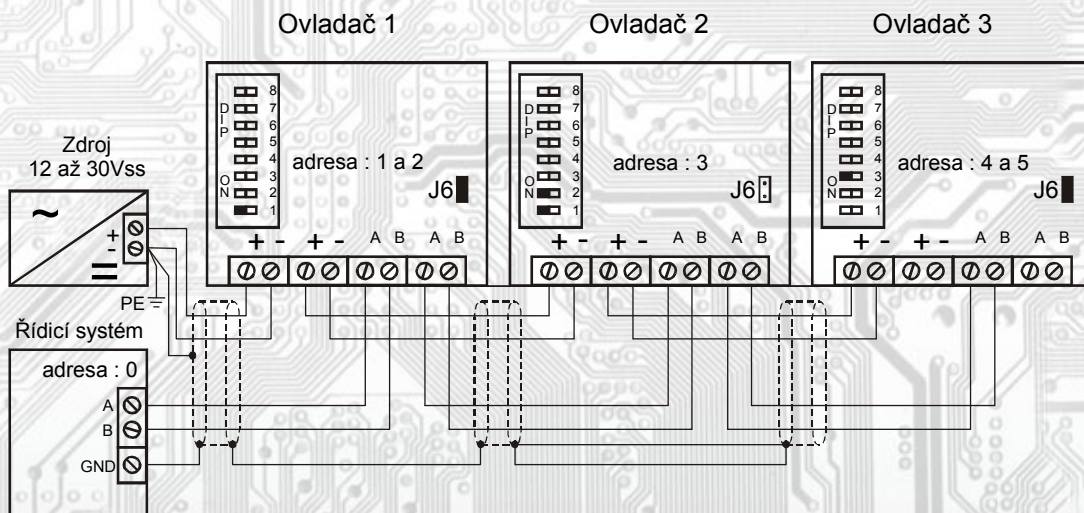 Ovladač 1
Ovladač 2
Ovladač 3
Zdroj
12 až 30Vss
~
+
-
=
PE
Řídicí systém
adresa : 0
A
B
GND
DIP
ON
8
7
6
5
4
3
2
1
adresa : 1 a 2
J6
+ - + - A B A B
DIP
ON
8
7
6
5
4
3
2
1
adresa : 3
J6
+ - + - A B A B
DIP
ON
8
7
6
5
4
3
2
1
adresa : 4 a 5
J6
+ - + - A B A B